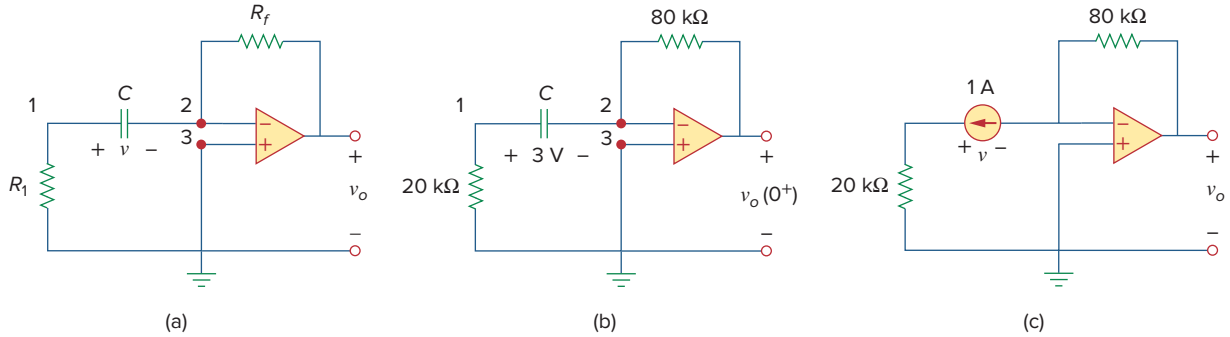 R_f
1
C
2
3
+ v −
−
+
R_1
+
v_o
−
(a)
80 kΩ
1
C
2
3
+ 3 V −
−
+
20 kΩ
+
v_o (0⁺)
−
(b)
80 kΩ
1 A
+ v −
−
+
20 kΩ
+
v_o
−
(c)